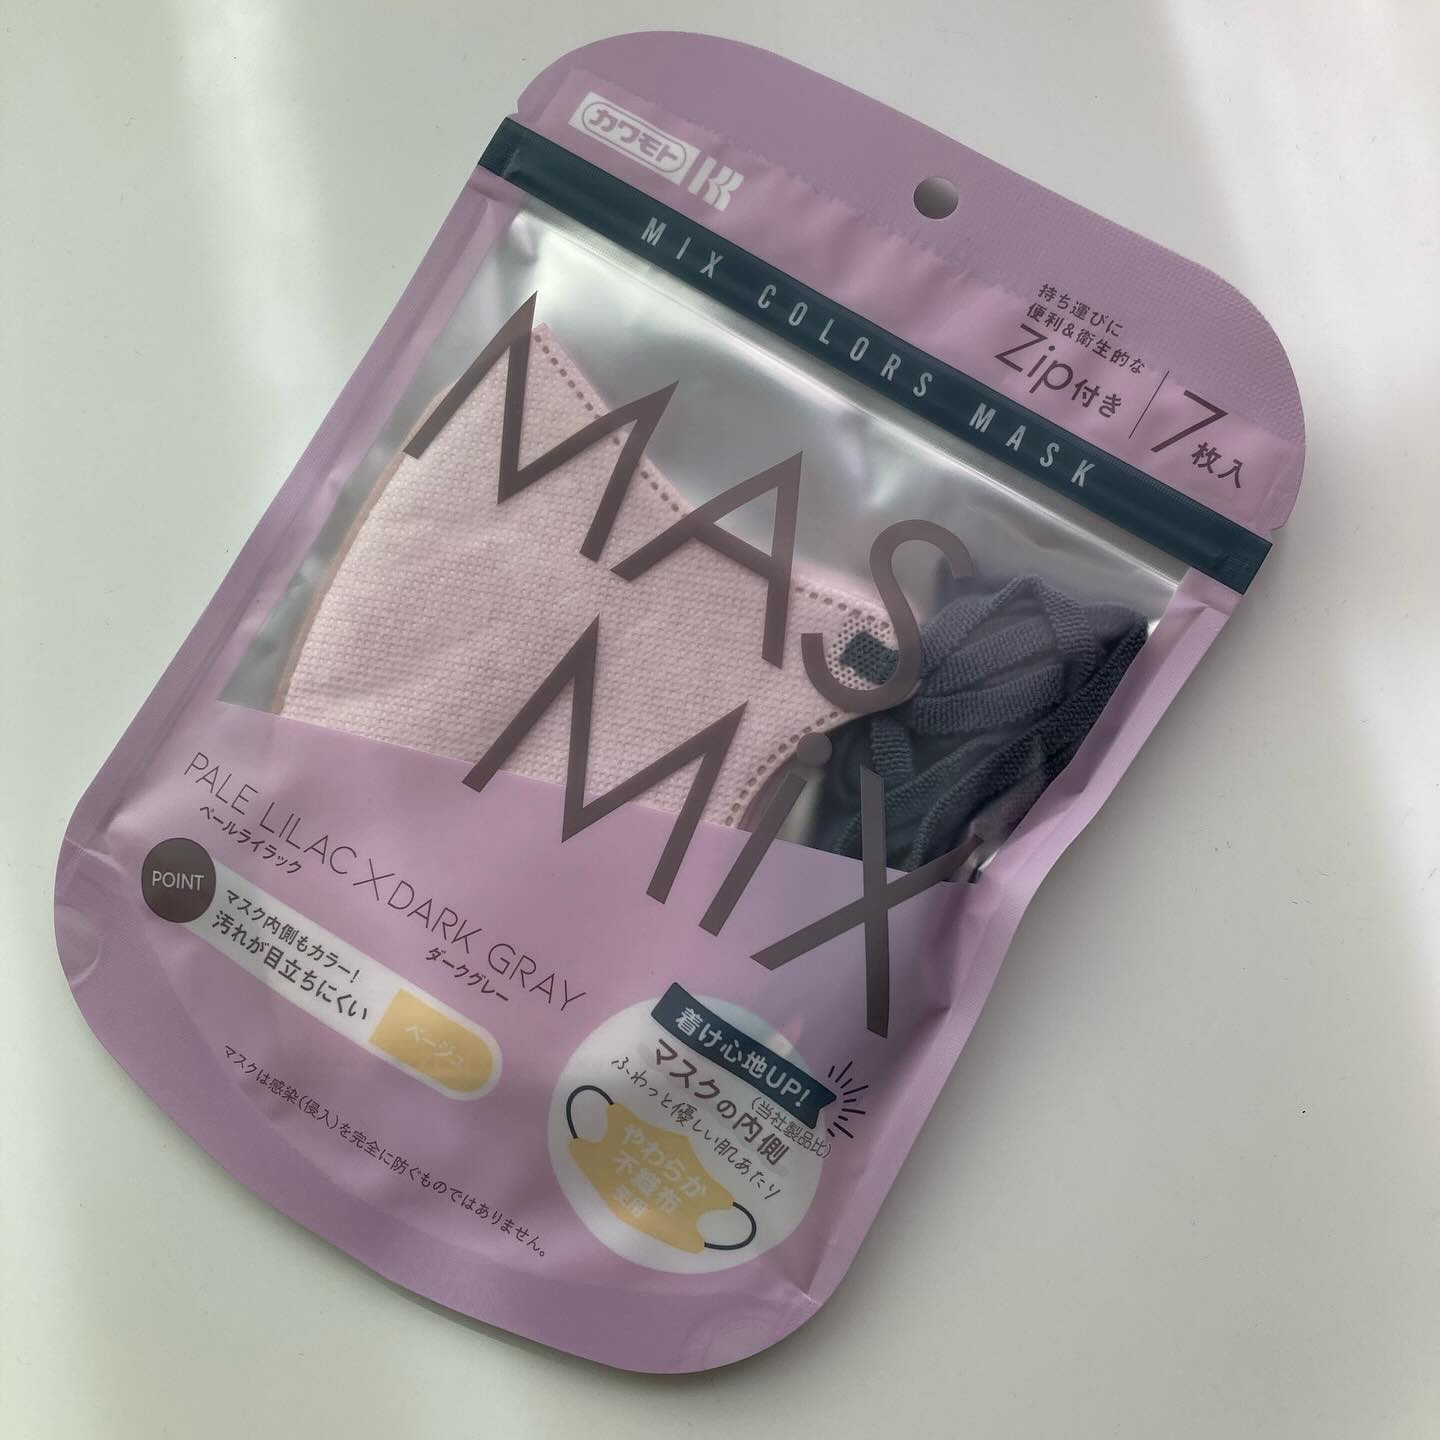 カワモト
MIX COLORS MASK
持ち運びに
便利&衛生的な
Zip付き
7枚入
MAS
MiX
PALE LILAC×DARK GRAY
ペールライラック
ダークグレー
POINT
マスク内側もカラー!
汚れが目立ちにくい
ベージュ
着け心地UP!
(当社製品比)
マスクの内側
ふわっと優しい肌あたり
やわらか
不織布
使用
マスクは感染(侵入)を完全に防ぐものではありません。